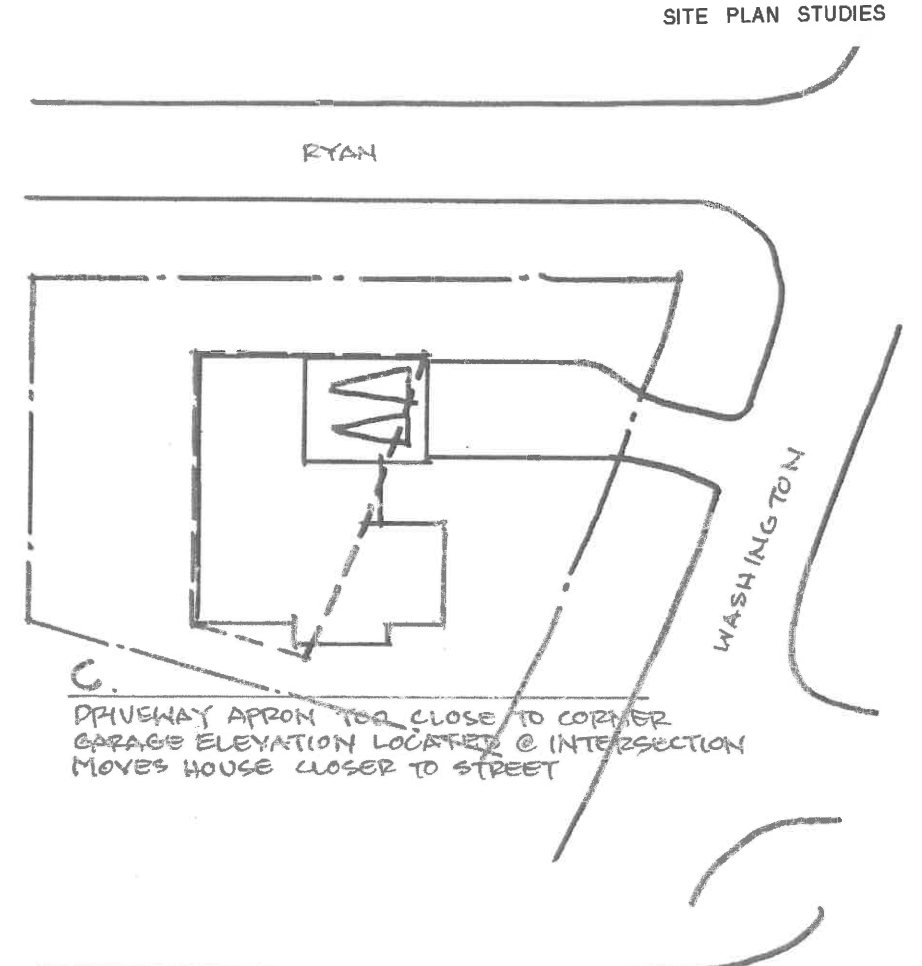 SITE PLAN STUDIES
RYAN
WASHINGTON
C.
DRIVEWAY APRON TOO CLOSE TO CORNER
GARAGE ELEVATION LOCATED @ INTERSECTION
MOVES HOUSE CLOSER TO STREET